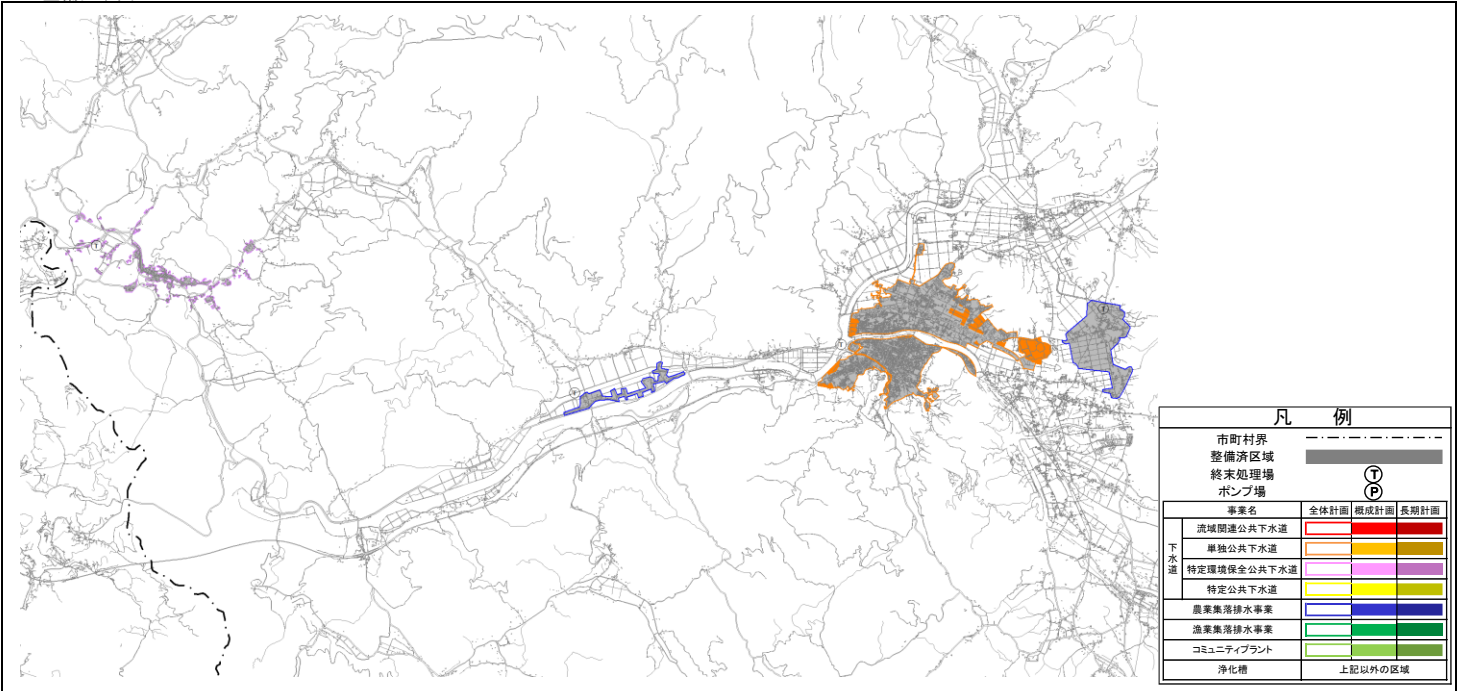 凡 例
市町村界
整備済区域
終末処理場 Ⓣ
ポンプ場 Ⓟ
事業名 全体計画 概成計画 長期計画
下水道
流域関連公共下水道
単独公共下水道
特定環境保全公共下水道
特定公共下水道
農業集落排水事業
漁業集落排水事業
コミュニティプラント
浄化槽 上記以外の区域